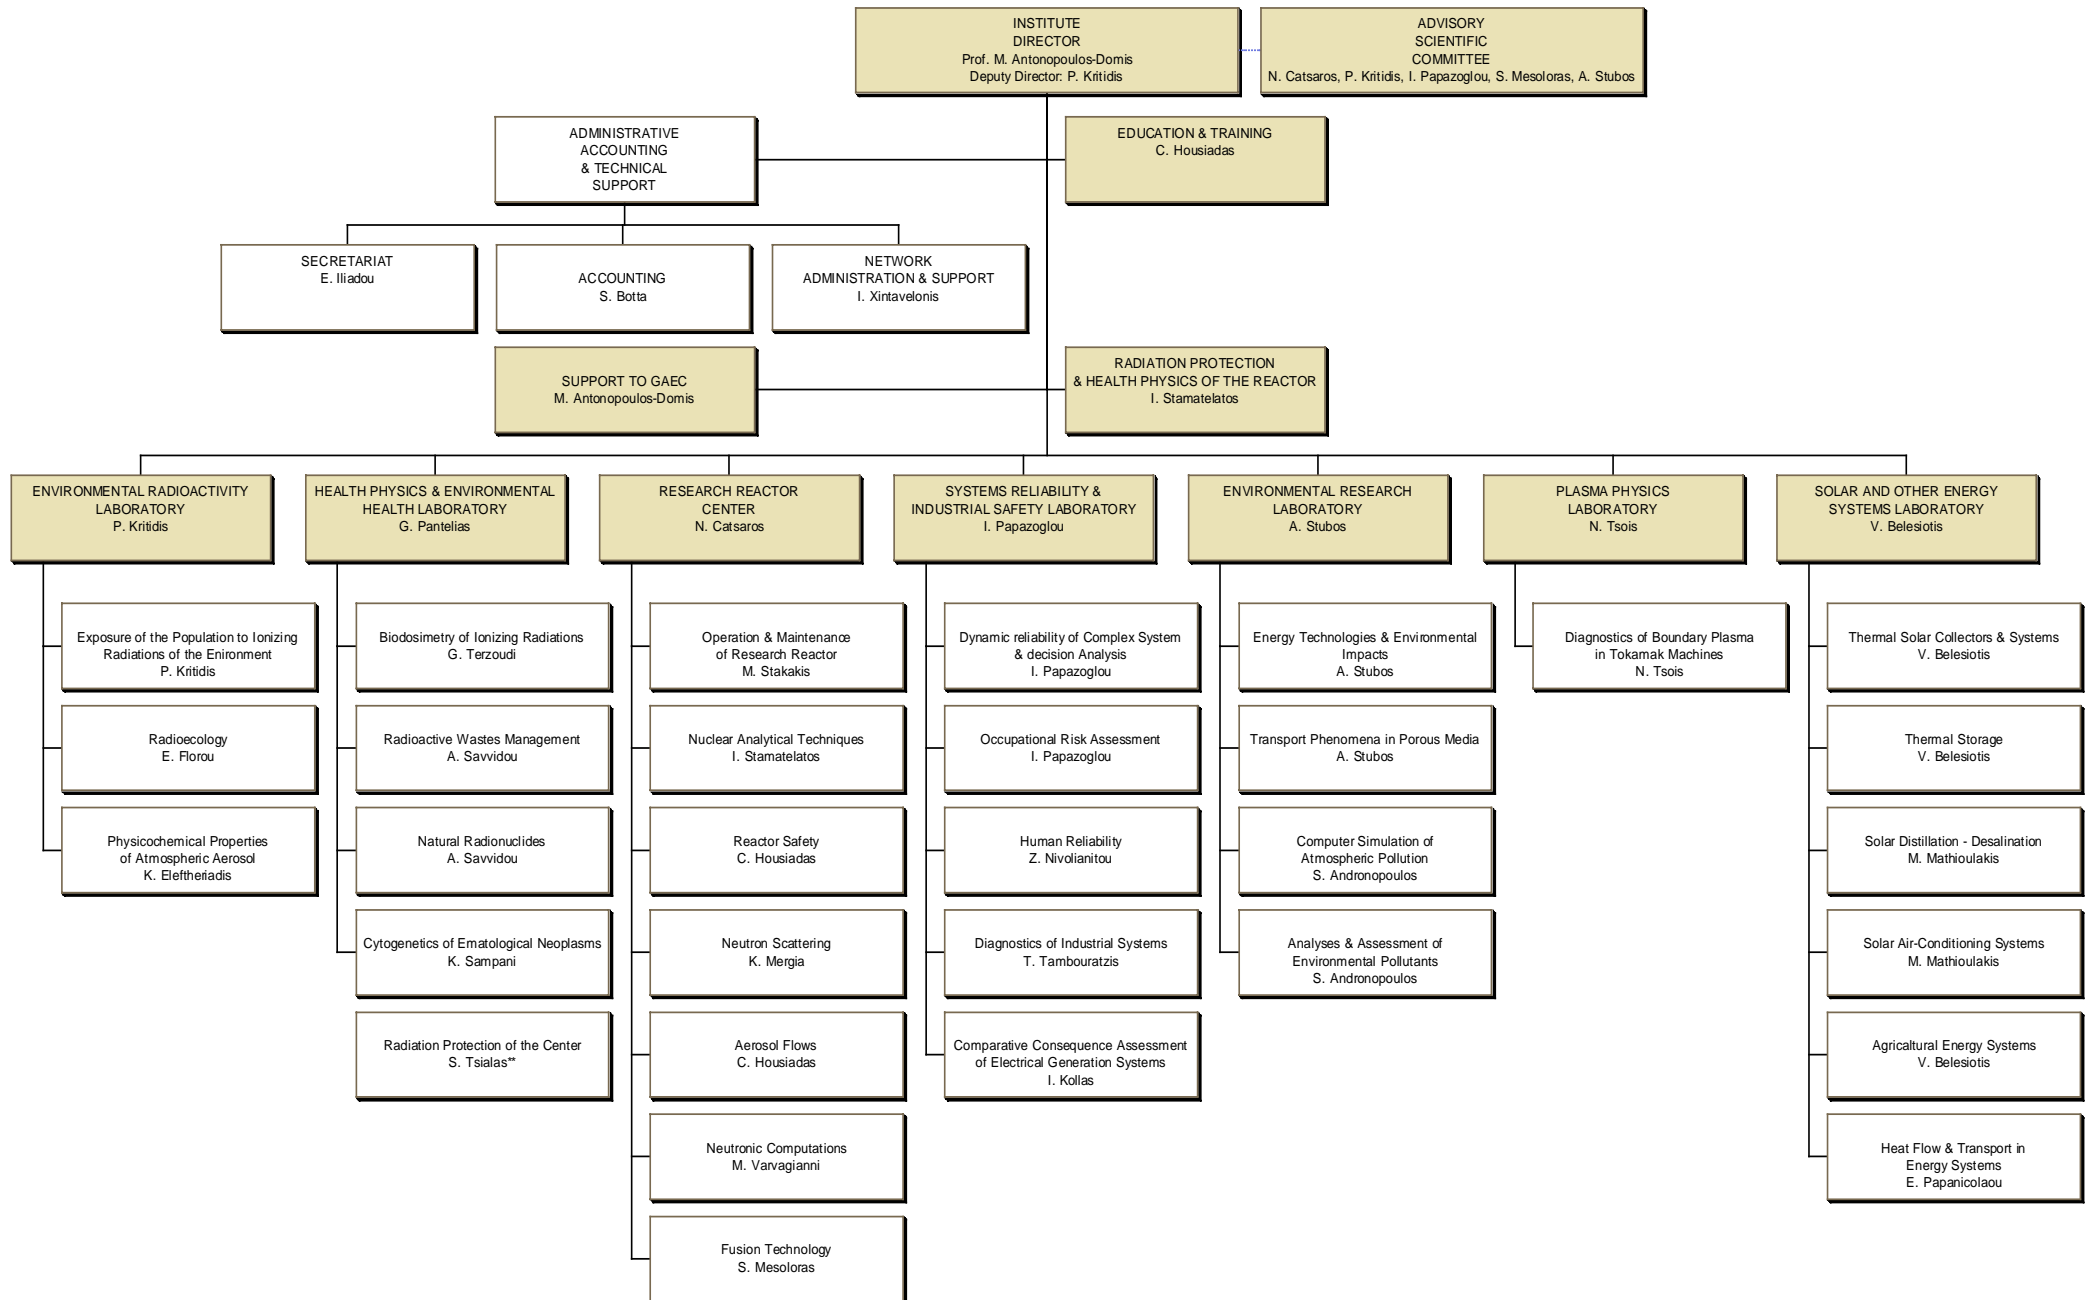 INSTITUTE
DIRECTOR
Prof. M. Antonopoulos-Domis
Deputy Director: P. Kritidis
ADVISORY
SCIENTIFIC
COMMITTEE
N. Catsaros, P. Kritidis, I. Papazoglou, S. Mesoloras, A. Stubos
ADMINISTRATIVE
ACCOUNTING
& TECHNICAL
SUPPORT
EDUCATION & TRAINING
C. Housiadas
SECRETARIAT
E. Iliadou
ACCOUNTING
S. Botta
NETWORK
ADMINISTRATION & SUPPORT
I. Xintavelonis
SUPPORT TO GAEC
M. Antonopoulos-Domis
RADIATION PROTECTION
& HEALTH PHYSICS OF THE REACTOR
I. Stamatelatos
ENVIRONMENTAL RADIOACTIVITY
LABORATORY
P. Kritidis
HEALTH PHYSICS & ENVIRONMENTAL
HEALTH LABORATORY
G. Pantelias
RESEARCH REACTOR
CENTER
N. Catsaros
SYSTEMS RELIABILITY &
INDUSTRIAL SAFETY LABORATORY
I. Papazoglou
ENVIRONMENTAL RESEARCH
LABORATORY
A. Stubos
PLASMA PHYSICS
LABORATORY
N. Tsois
SOLAR AND OTHER ENERGY
SYSTEMS LABORATORY
V. Belesiotis
Exposure of the Population to Ionizing
Radiations of the Enironment
P. Kritidis
Radioecology
E. Florou
Physicochemical Properties
of Atmospheric Aerosol
K. Eleftheriadis
Biodosimetry of Ionizing Radiations
G. Terzoudi
Radioactive Wastes Management
A. Savvidou
Natural Radionuclides
A. Savvidou
Cytogenetics of Ematological Neoplasms
K. Sampani
Radiation Protection of the Center
S. Tsialas**
Operation & Maintenance
of Research Reactor
M. Stakakis
Nuclear Analytical Techniques
I. Stamatelatos
Reactor Safety
C. Housiadas
Neutron Scattering
K. Mergia
Aerosol Flows
C. Housiadas
Neutronic Computations
M. Varvagianni
Fusion Technology
S. Mesoloras
Dynamic reliability of Complex System
& decision Analysis
I. Papazoglou
Occupational Risk Assessment
I. Papazoglou
Human Reliability
Z. Nivolianitou
Diagnostics of Industrial Systems
T. Tambouratzis
Comparative Consequence Assessment
of Electrical Generation Systems
I. Kollas
Energy Technologies & Environmental
Impacts
A. Stubos
Transport Phenomena in Porous Media
A. Stubos
Computer Simulation of
Atmospheric Pollution
S. Andronopoulos
Analyses & Assessment of
Environmental Pollutants
S. Andronopoulos
Diagnostics of Boundary Plasma
in Tokamak Machines
N. Tsois
Thermal Solar Collectors & Systems
V. Belesiotis
Thermal Storage
V. Belesiotis
Solar Distillation - Desalination
M. Mathioulakis
Solar Air-Conditioning Systems
M. Mathioulakis
Agricaltural Energy Systems
V. Belesiotis
Heat Flow & Transport in
Energy Systems
E. Papanicolaou